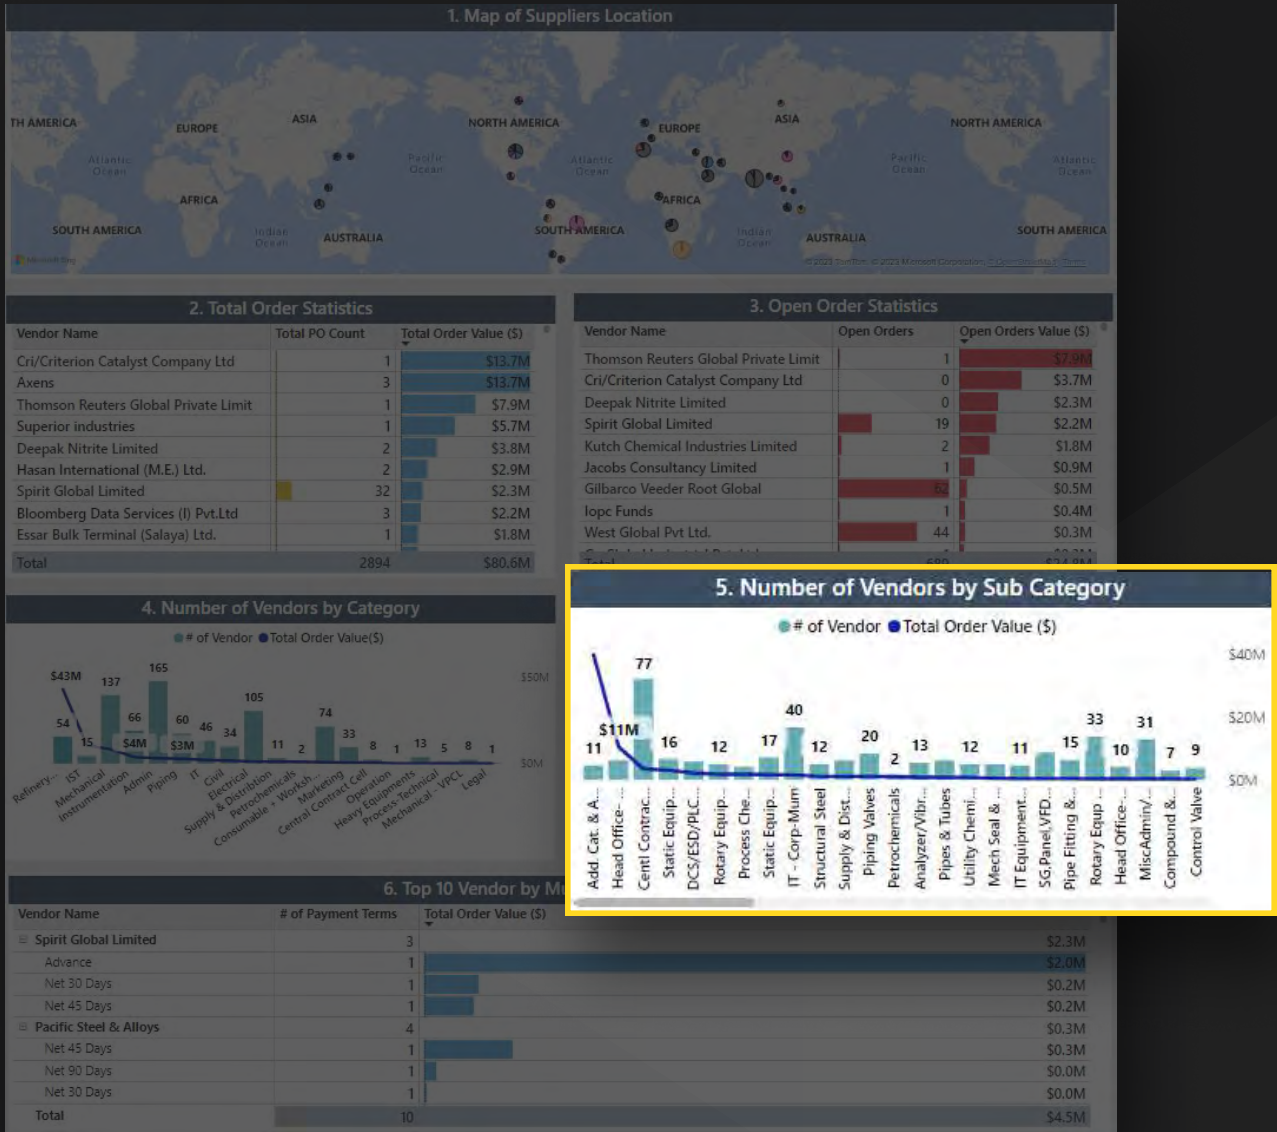 1. Map of Suppliers Location
TH AMERICA
EUROPE
ASIA
NORTH AMERICA
EUROPE
ASIA
NORTH AMERICA
Atlantic Ocean
Pacific Ocean
Atlantic Ocean
Pacific Ocean
Atlantic Ocean
AFRICA
AFRICA
SOUTH AMERICA
Indian Ocean
AUSTRALIA
SOUTH AMERICA
Indian Ocean
AUSTRALIA
SOUTH AMERICA
Microsoft Bing
© 2023 TomTom, © 2023 Microsoft Corporation, © OpenStreetMap Terms
2. Total Order Statistics
Vendor Name Total PO Count Total Order Value ($)
Cri/Criterion Catalyst Company Ltd 1 $13.7M
Axens 3 $13.7M
Thomson Reuters Global Private Limit 1 $7.9M
Superior industries 1 $5.7M
Deepak Nitrite Limited 2 $3.8M
Hasan International (M.E.) Ltd. 2 $2.9M
Spirit Global Limited 32 $2.3M
Bloomberg Data Services (I) Pvt.Ltd 3 $2.2M
Essar Bulk Terminal (Salaya) Ltd. 1 $1.8M
Total 2894 $80.6M
3. Open Order Statistics
Vendor Name Open Orders Open Orders Value ($)
Thomson Reuters Global Private Limit 1 $7.9M
Cri/Criterion Catalyst Company Ltd 0 $3.7M
Deepak Nitrite Limited 0 $2.3M
Spirit Global Limited 19 $2.2M
Kutch Chemical Industries Limited 2 $1.8M
Jacobs Consultancy Limited 1 $0.9M
Gilbarco Veeder Root Global 62 $0.5M
Iopc Funds 1 $0.4M
West Global Pvt Ltd. 44 $0.3M
4. Number of Vendors by Category
# of Vendor Total Order Value($)
$43M 54 15 137 66 $4M 165 60 $3M 46 34 105 11 2 74 33 8 1 13 5 8 1
$50M
$0M
Refinery...
IST
Mechanical
Instrumentation
Admin
Piping
IT
Civil
Electrical
Supply & Distribution
Petrochemicals
Consumable + Worksh...
Marketing
Central Contract Cell
Operation
Heavy Equipments
Process Technical
Mechanical - VPCL
Legal
5. Number of Vendors by Sub Category
# of Vendor Total Order Value ($)
11 $11M 77 16 12 17 40 12 20 2 13 12 11 15 33 10 31 7 9
$40M
$20M
$0M
Add. Cat. & A...
Head Office-...
Centl Contrac...
Static Equip...
DCS/ESD/PLC...
Rotary Equip...
Process Che...
Static Equip...
IT - Corp-Mum
Structural Steel
Supply & Dist...
Piping Valves
Petrochemicals
Analyzer/Vibr...
Pipes & Tubes
Utility Chemi...
Mech Seal &...
IT Equipment...
SG,Panel,VFD...
Pipe Fitting &...
Rotary Equp ...
Head Office-...
MiscAdmin/...
Compound &...
Control Valve
6. Top 10 Vendor by
Vendor Name # of Payment Terms Total Order Value ($)
Spirit Global Limited 3 $2.3M
Advance 1 $2.0M
Net 30 Days 1 $0.2M
Net 45 Days 1 $0.2M
Pacific Steel & Alloys 4 $0.3M
Net 45 Days 1 $0.3M
Net 90 Days 1 $0.0M
Net 30 Days 1 $0.0M
Total 10 $4.5M